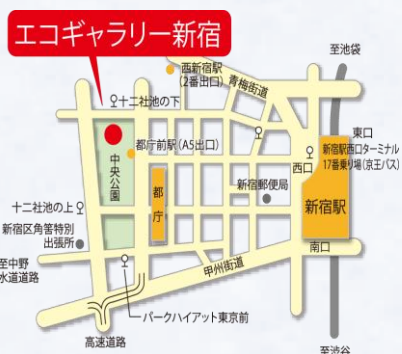 エコギャラリー新宿
至池袋
西新宿駅
(2番出口)
青梅街道
十二社池の下
東口
新宿駅西口ターミナル
17番乗り場(京王バス)
都庁前駅(A5出口)
西口
中央公園
都庁
新宿郵便局
新宿駅
十二社池の上
新宿区角筈特別
出張所
南口
至中野
水道道路
甲州街道
パークハイアット東京前
高速道路
至渋谷